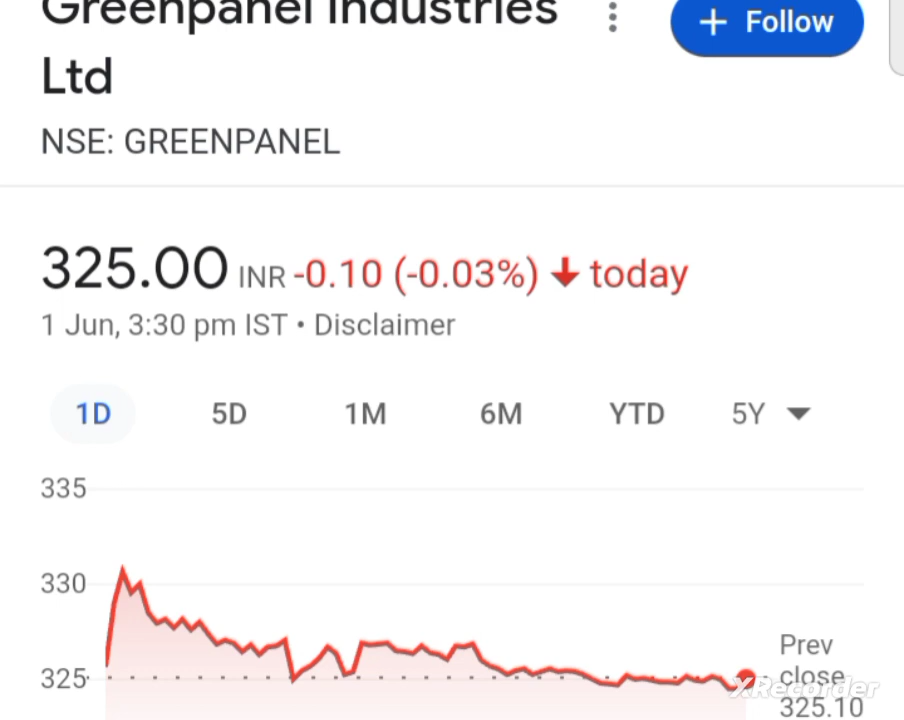 Greenpanel Industries
Ltd
+ Follow
NSE: GREENPANEL
325.00 INR -0.10 (-0.03%) ↓ today
1 Jun, 3:30 pm IST • Disclaimer
1D 5D 1M 6M YTD 5Y
335
330
325
Prev
close
325.10
XRecorder